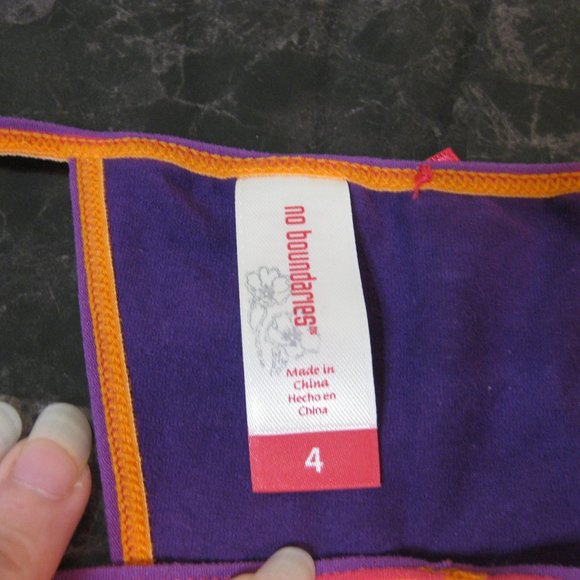 no boundaries
Made in
China
Hecho en
China
4